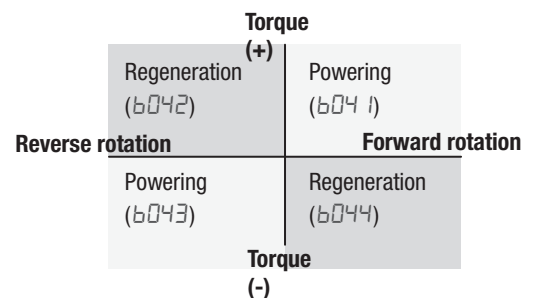 Torque
(+)
Regeneration
(b042)
Powering
(b041)
Reverse rotation
Forward rotation
Powering
(b043)
Regeneration
(b044)
Torque
(-)